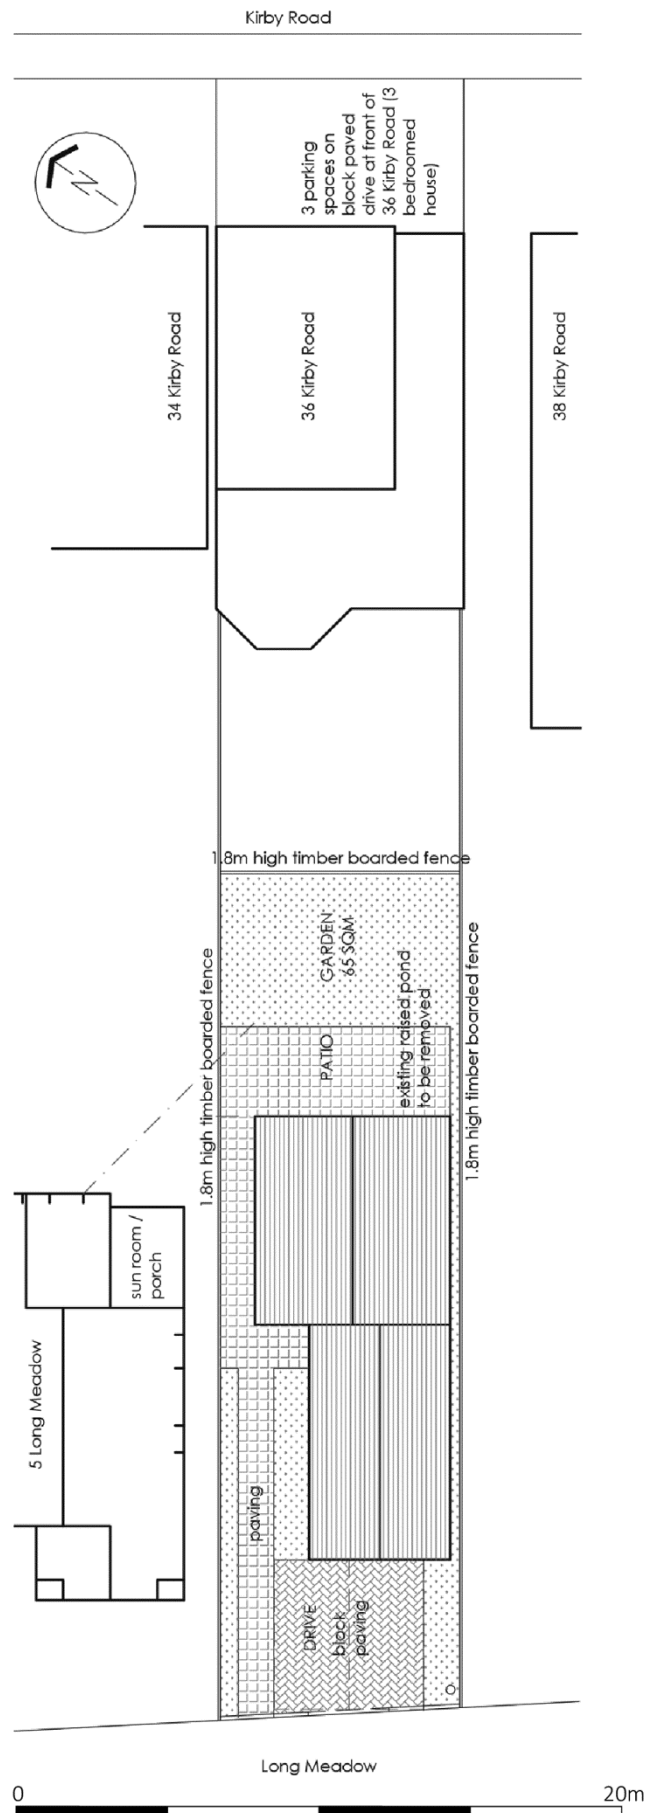 Kirby Road
3 parking
spaces on
block paved
drive at front of
36 Kirby Road (3
bedroomed
house)
N
34 Kirby Road
36 Kirby Road
38 Kirby Road
1.8m high timber boarded fence
GARDEN
65 SQM
1.8m high timber boarded fence
existing raised pond
to be removed
1.8m high timber boarded fence
PATIO
sun room /
porch
5 Long Meadow
paving
DRIVE
block
paving
Long Meadow
0
20m